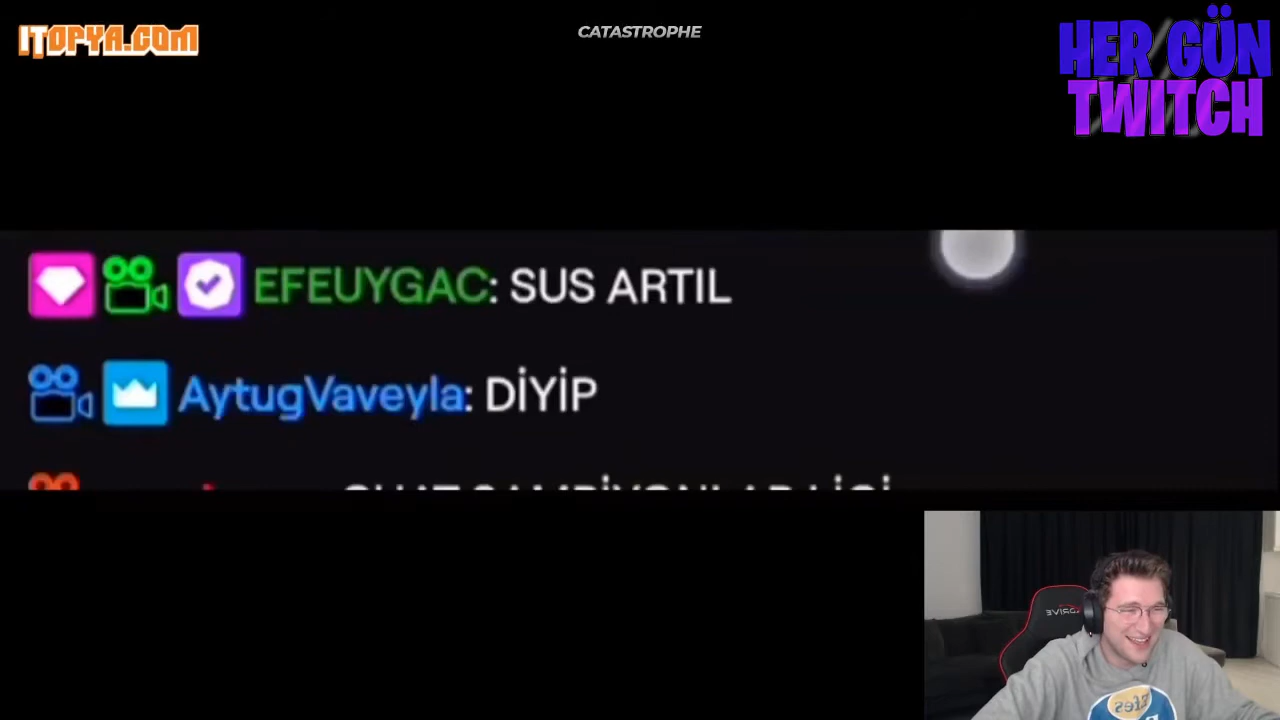 ITOPYA.COM
CATASTROPHE
HER GÜN
TWITCH
EFEUYGAC: SUS ARTIL
AytugVaveyla: DİYİP